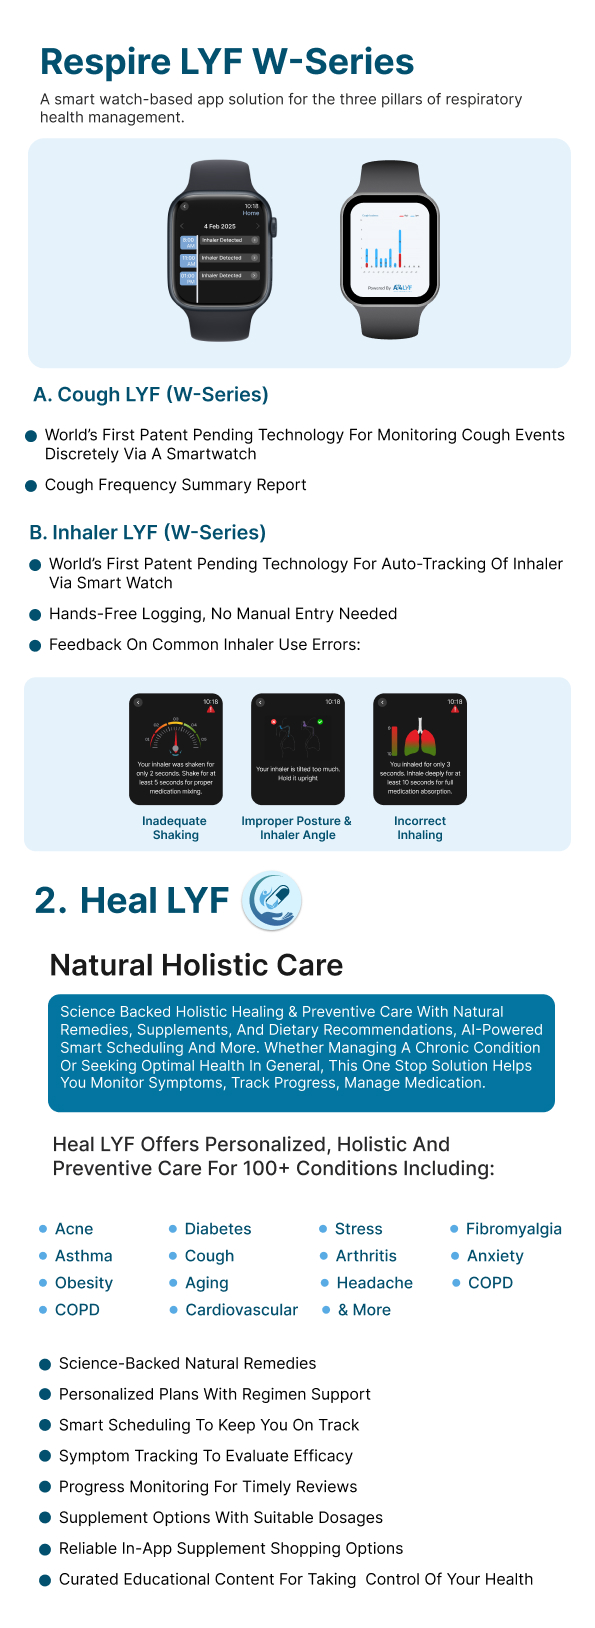 Respire LYF W-Series
A smart watch-based app solution for the three pillars of respiratory
health management.
10:18
Home
4 Feb 2025
8:00
AM
Inhaler Detected
11:00
AM
Inhaler Detected
01:00
PM
Inhaler Detected
Powered By
LYF
A. Cough LYF (W-Series)
World's First Patent Pending Technology For Monitoring Cough Events
Discretely Via A Smartwatch
Cough Frequency Summary Report
B. Inhaler LYF (W-Series)
World's First Patent Pending Technology For Auto-Tracking Of Inhaler
Via Smart Watch
Hands-Free Logging, No Manual Entry Needed
Feedback On Common Inhaler Use Errors:
10:18
Your inhaler was shaken for
only 2 seconds. Shake for at
least 5 seconds for proper
medication mixing.
10:18
Your inhaler is tilted too much.
Hold it upright
10:18
You inhaled for only 3
seconds. Inhale deeply for at
least 10 seconds for full
medication absorption.
Inadequate
Shaking
Improper Posture &
Inhaler Angle
Incorrect
Inhaling
2. Heal LYF
Natural Holistic Care
Science Backed Holistic Healing & Preventive Care With Natural
Remedies, Supplements, And Dietary Recommendations, AI-Powered
Smart Scheduling And More. Whether Managing A Chronic Condition
Or Seeking Optimal Health In General, This One Stop Solution Helps
You Monitor Symptoms, Track Progress, Manage Medication.
Heal LYF Offers Personalized, Holistic And
Preventive Care For 100+ Conditions Including:
Acne Diabetes Stress Fibromyalgia
Asthma Cough Arthritis Anxiety
Obesity Aging Headache COPD
COPD Cardiovascular & More
Science-Backed Natural Remedies
Personalized Plans With Regimen Support
Smart Scheduling To Keep You On Track
Symptom Tracking To Evaluate Efficacy
Progress Monitoring For Timely Reviews
Supplement Options With Suitable Dosages
Reliable In-App Supplement Shopping Options
Curated Educational Content For Taking Control Of Your Health